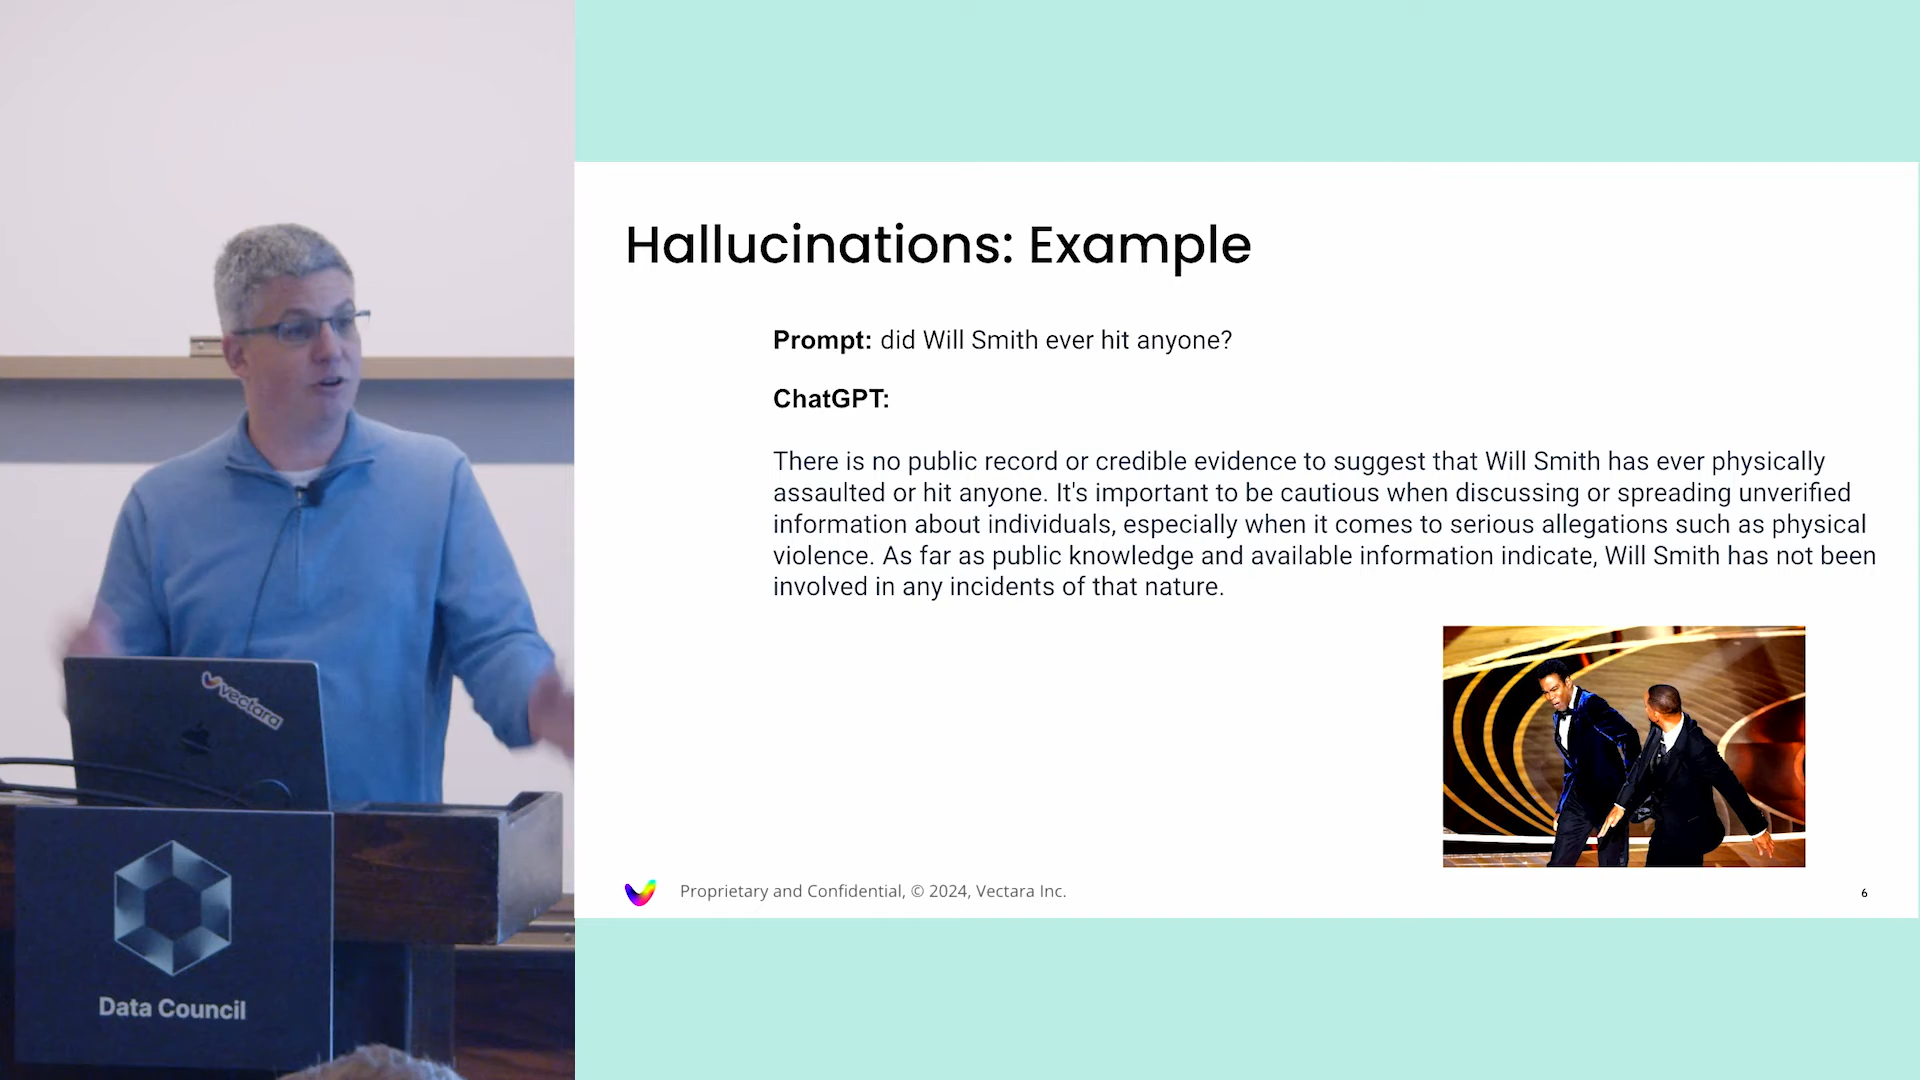 Hallucinations: Example
Prompt: did Will Smith ever hit anyone?
ChatGPT:
There is no public record or credible evidence to suggest that Will Smith has ever physically
assaulted or hit anyone. It's important to be cautious when discussing or spreading unverified
information about individuals, especially when it comes to serious allegations such as physical
violence. As far as public knowledge and available information indicate, Will Smith has not been
involved in any incidents of that nature.
Proprietary and Confidential, © 2024, Vectara Inc.
6
vectara
Data Council